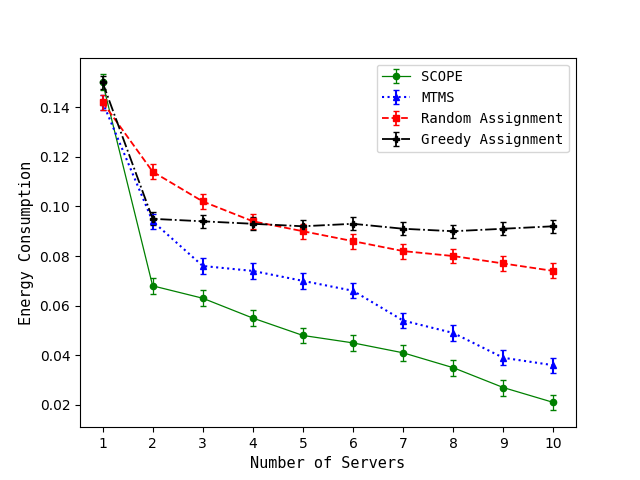 SCOPE
MTMS
Random Assignment
Greedy Assignment
Energy Consumption
0.14
0.12
0.10
0.08
0.06
0.04
0.02
1 2 3 4 5 6 7 8 9 10
Number of Servers